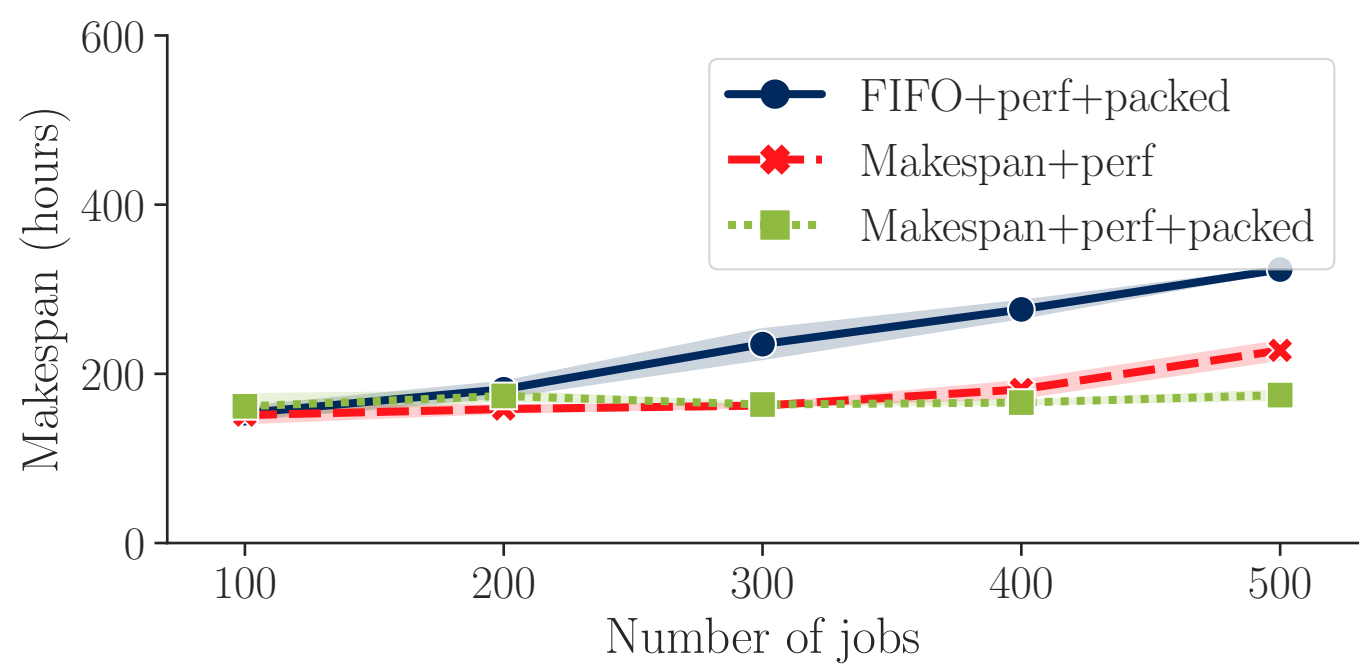 600
400
200
0
Makespan (hours)
FIFO+perf+packed
Makespan+perf
Makespan+perf+packed
100 200 300 400 500
Number of jobs